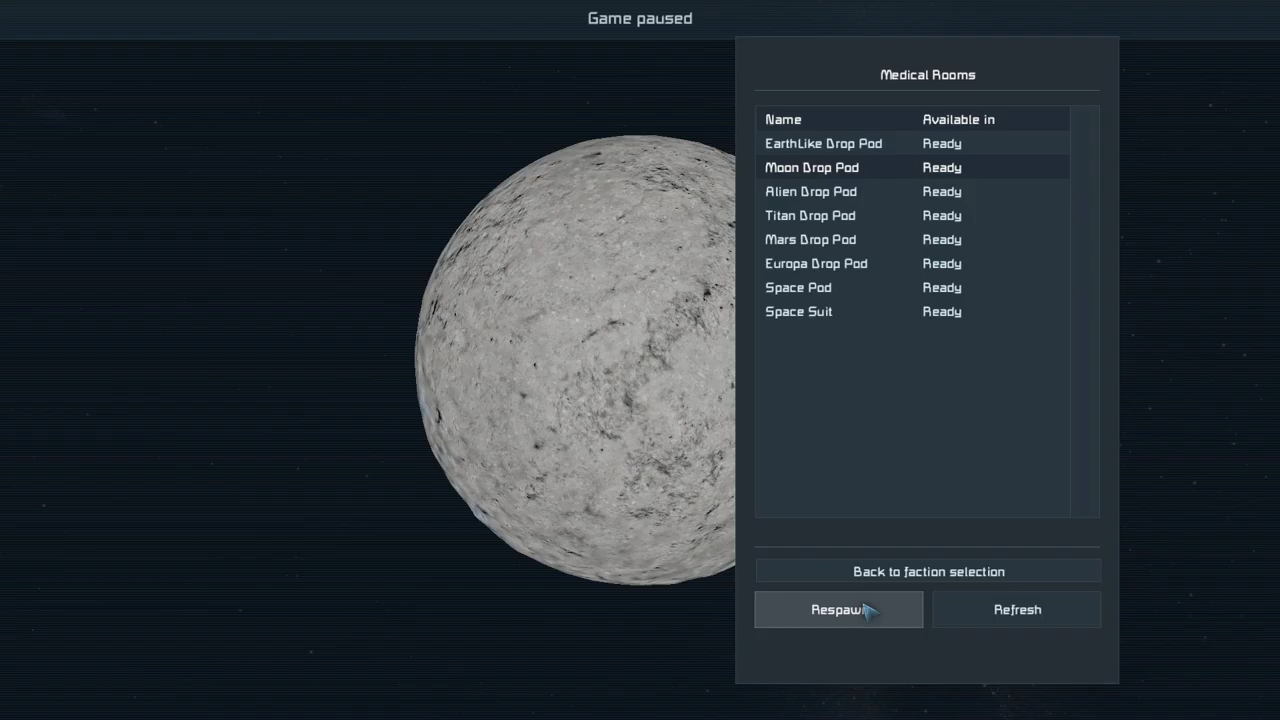 Game paused
Medical Rooms
Name Available in
EarthLike Drop Pod Ready
Moon Drop Pod Ready
Alien Drop Pod Ready
Titan Drop Pod Ready
Mars Drop Pod Ready
Europa Drop Pod Ready
Space Pod Ready
Space Suit Ready
Back to faction selection
Respawn Refresh